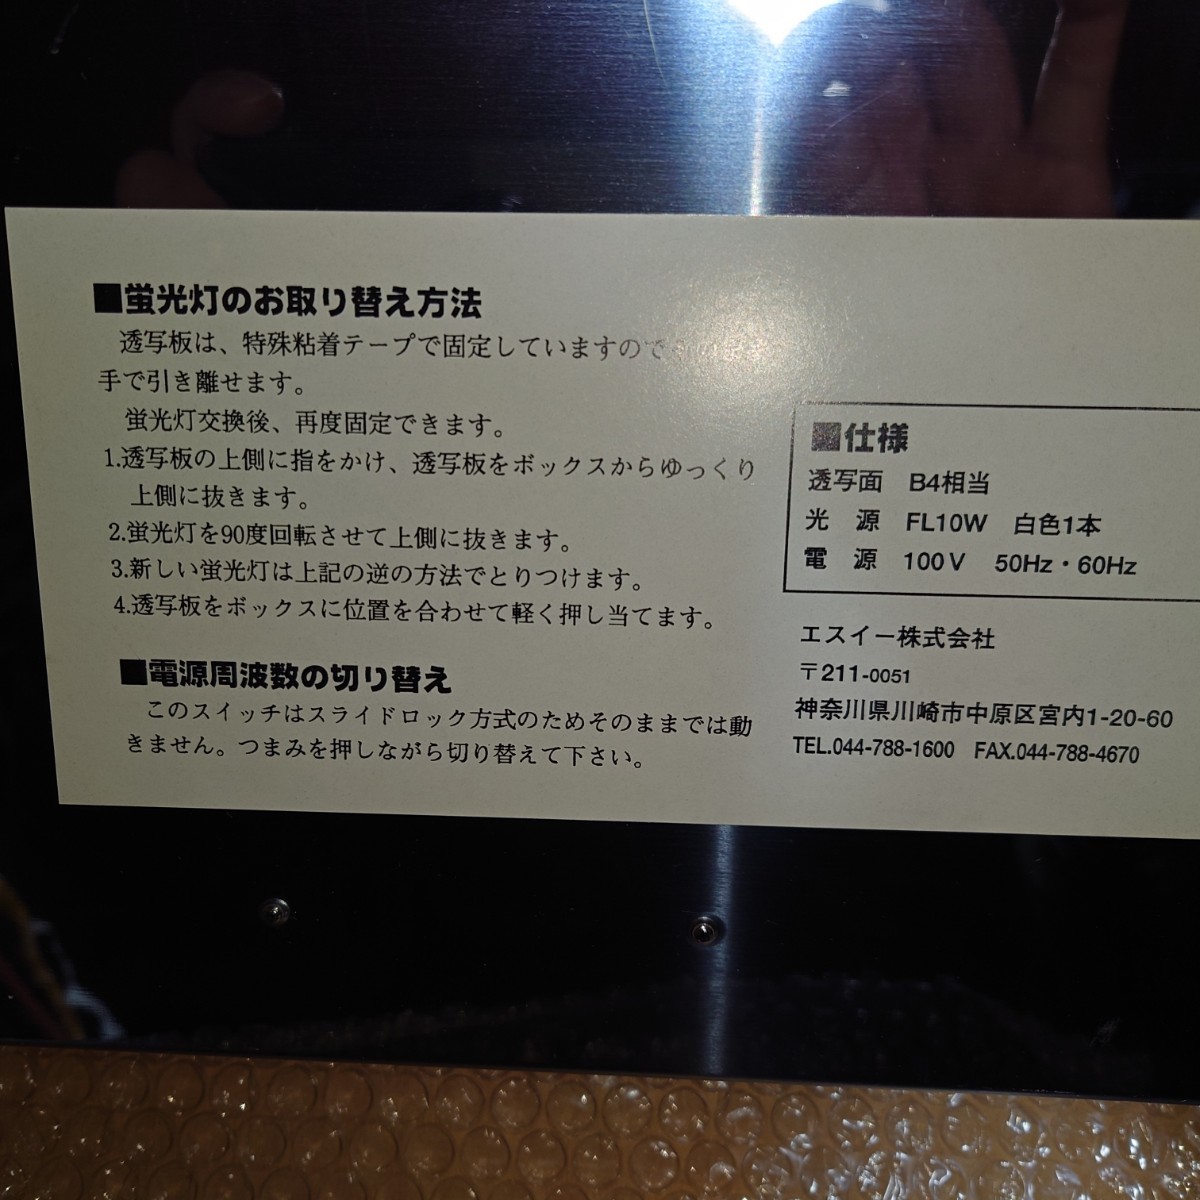 ■蛍光灯のお取り替え方法
透写板は、特殊粘着テープで固定していますので
手で引き離せます。
蛍光灯交換後、再度固定できます。
1.透写板の上側に指をかけ、透写板をボックスからゆっくり
上側に抜きます。
2.蛍光灯を90度回転させて上側に抜きます。
3.新しい蛍光灯は上記の逆の方法でとりつけます。
4.透写板をボックスに位置を合わせて軽く押し当てます。
■電源周波数の切り替え
このスイッチはスライドロック方式のためそのままでは動
きません。つまみを押しながら切り替えて下さい。
■仕様
透写面 B4相当
光 源 FL10W 白色1本
電 源 100V 50Hz・60Hz
エスイー株式会社
〒211-0051
神奈川県川崎市中原区宮内1-20-60
TEL.044-788-1600 FAX.044-788-4670